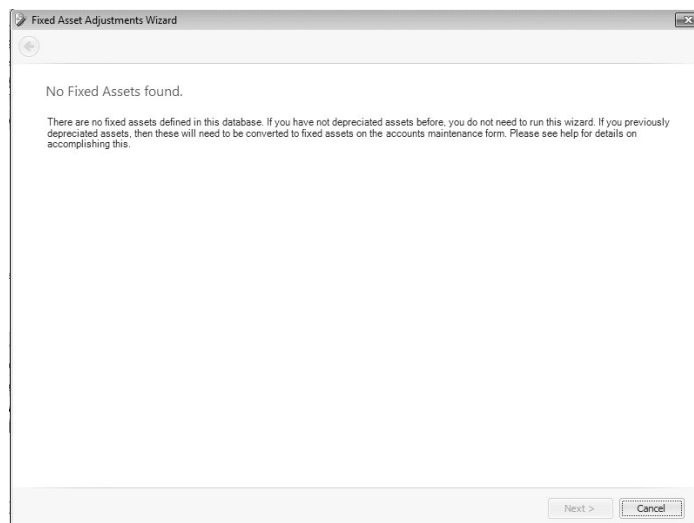 Fixed Asset Adjustments Wizard
No Fixed Assets found.
There are no fixed assets defined in this database. If you have not depreciated assets before, you do not need to run this wizard. If you previously
depreciated assets, then these will need to be converted to fixed assets on the accounts maintenance form. Please see help for details on
accomplishing this.
Next >
Cancel